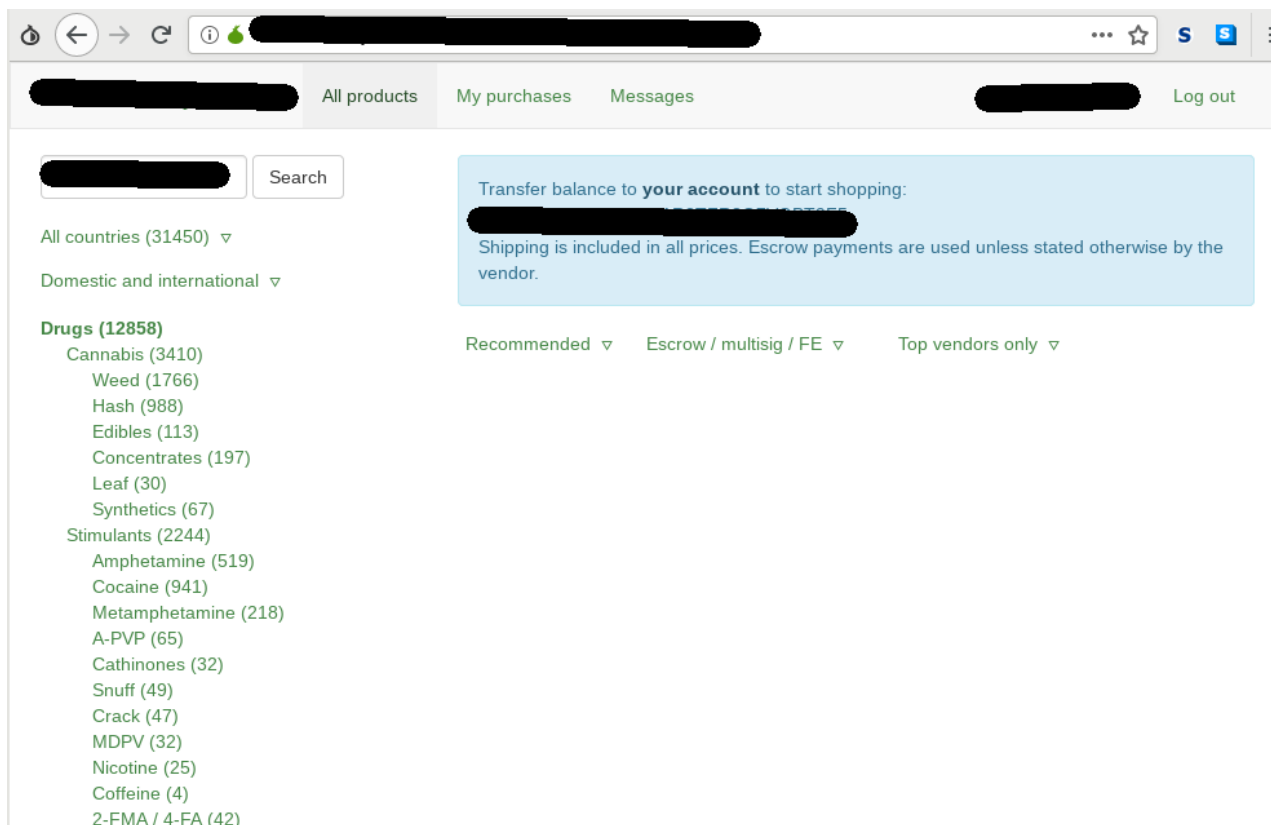 All products
My purchases
Messages
Log out
Search
All countries (31450) ▿
Domestic and international ▿
Drugs (12858)
Cannabis (3410)
Weed (1766)
Hash (988)
Edibles (113)
Concentrates (197)
Leaf (30)
Synthetics (67)
Stimulants (2244)
Amphetamine (519)
Cocaine (941)
Metamphetamine (218)
A-PVP (65)
Cathinones (32)
Snuff (49)
Crack (47)
MDPV (32)
Nicotine (25)
Coffeine (4)
2-FMA / 4-FA (42)
Transfer balance to your account to start shopping:
Shipping is included in all prices. Escrow payments are used unless stated otherwise by the
vendor.
Recommended ▿
Escrow / multisig / FE ▿
Top vendors only ▿